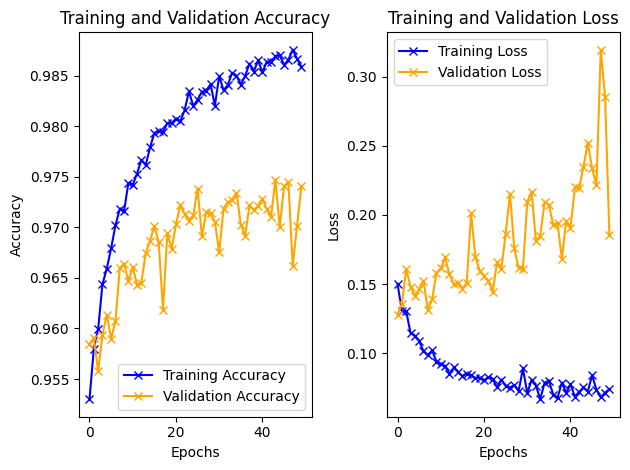 Training and Validation Accuracy
Accuracy
0.985
0.980
0.975
0.970
0.965
0.960
0.955
Training Accuracy
Validation Accuracy
0
20
40
Epochs
Training and Validation Loss
Loss
0.30
0.25
0.20
0.15
0.10
Training Loss
Validation Loss
0
20
40
Epochs